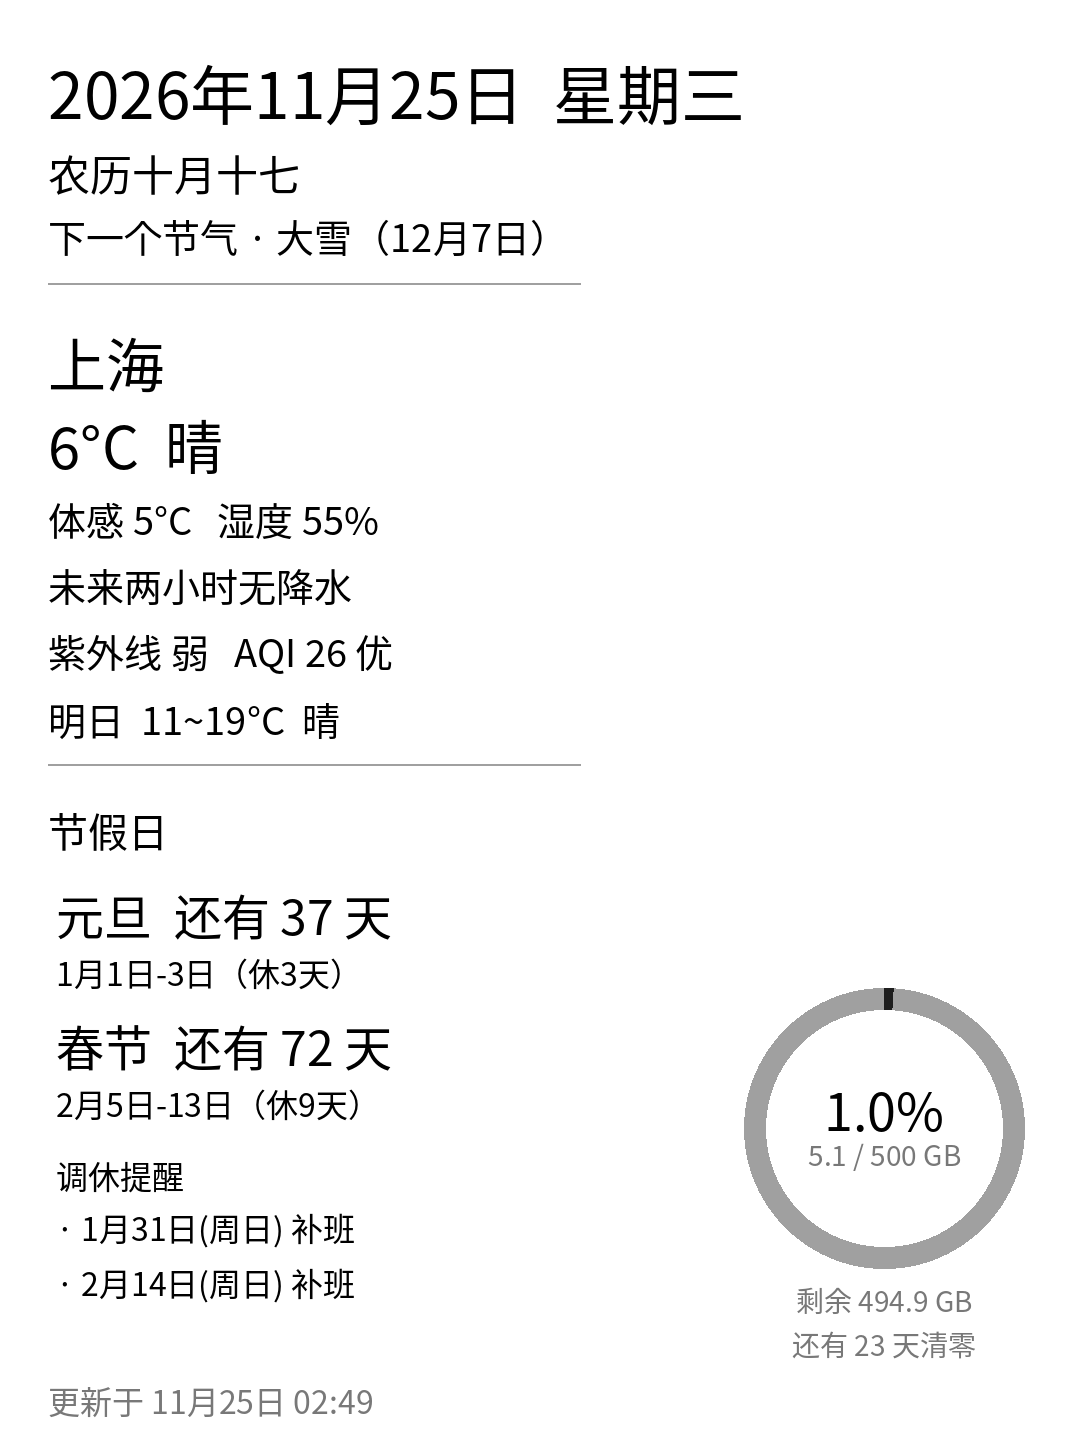 2026年11月25日 星期三
农历十月十七
下一个节气 · 大雪（12月7日）
上海
6°C 晴
体感 5°C 湿度 55%
未来两小时无降水
紫外线 弱 AQI 26 优
明日 11~19°C 晴
节假日
元旦 还有 37 天
1月1日-3日（休3天）
春节 还有 72 天
2月5日-13日（休9天）
调休提醒
· 1月31日(周日) 补班
· 2月14日(周日) 补班
1.0%
5.1 / 500 GB
剩余 494.9 GB
还有 23 天清零
更新于 11月25日 02:49